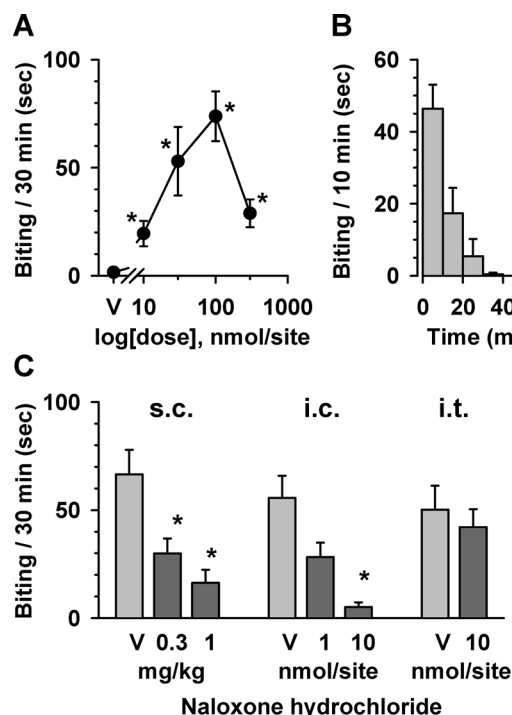 A
B
Biting / 30 min (sec)
100
50
0
*
*
*
*
V 10 100 1000
log[dose], nmol/site
Biting / 10 min (sec)
60
40
20
0
0 20 40
Time (m
C
Biting / 30 min (sec)
100
50
0
s.c. i.c. i.t.
*
*
*
V 0.3 1 V 1 10 V 10
mg/kg nmol/site nmol/site
Naloxone hydrochloride